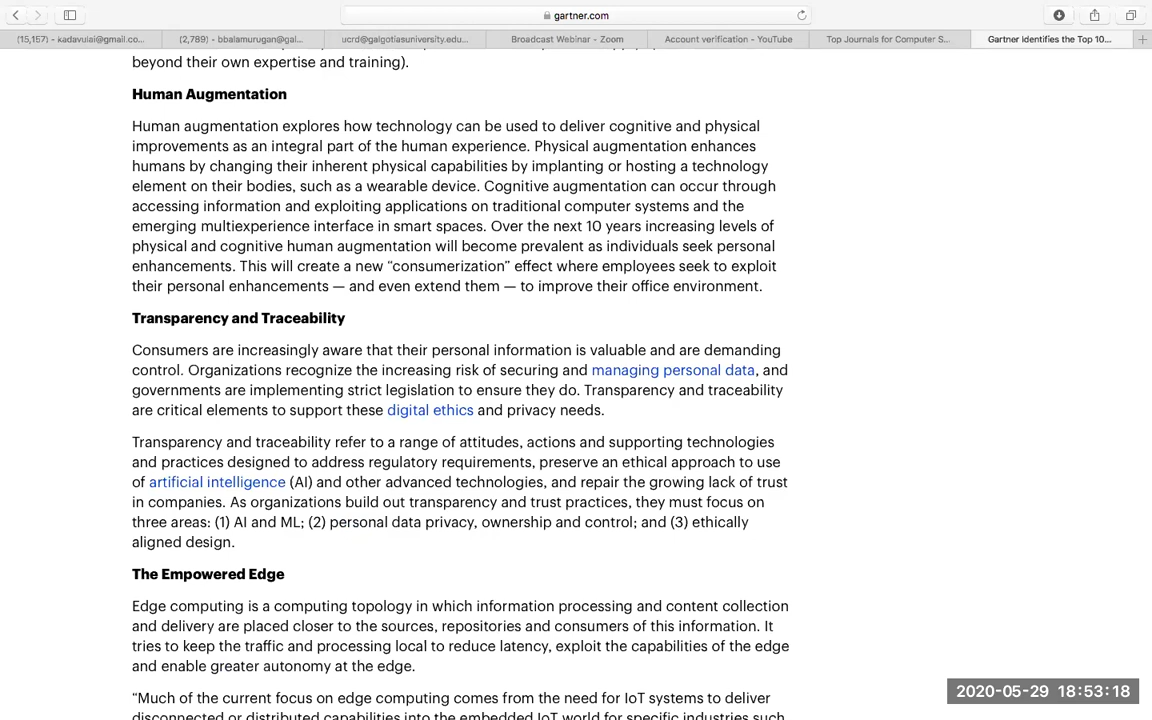 gartner.com
(15,157) - kadavulai@gmail.co...
(2,789) - bbalamurugan@gal...
ucrd@galgotiasuniversity.edu...
Broadcast Webinar - Zoom
Account verification - YouTube
Top Journals for Computer S...
Gartner Identifies the Top 10...
beyond their own expertise and training).
Human Augmentation
Human augmentation explores how technology can be used to deliver cognitive and physical
improvements as an integral part of the human experience. Physical augmentation enhances
humans by changing their inherent physical capabilities by implanting or hosting a technology
element on their bodies, such as a wearable device. Cognitive augmentation can occur through
accessing information and exploiting applications on traditional computer systems and the
emerging multiexperience interface in smart spaces. Over the next 10 years increasing levels of
physical and cognitive human augmentation will become prevalent as individuals seek personal
enhancements. This will create a new “consumerization” effect where employees seek to exploit
their personal enhancements — and even extend them — to improve their office environment.
Transparency and Traceability
Consumers are increasingly aware that their personal information is valuable and are demanding
control. Organizations recognize the increasing risk of securing and managing personal data, and
governments are implementing strict legislation to ensure they do. Transparency and traceability
are critical elements to support these digital ethics and privacy needs.
Transparency and traceability refer to a range of attitudes, actions and supporting technologies
and practices designed to address regulatory requirements, preserve an ethical approach to use
of artificial intelligence (AI) and other advanced technologies, and repair the growing lack of trust
in companies. As organizations build out transparency and trust practices, they must focus on
three areas: (1) AI and ML; (2) personal data privacy, ownership and control; and (3) ethically
aligned design.
The Empowered Edge
Edge computing is a computing topology in which information processing and content collection
and delivery are placed closer to the sources, repositories and consumers of this information. It
tries to keep the traffic and processing local to reduce latency, exploit the capabilities of the edge
and enable greater autonomy at the edge.
“Much of the current focus on edge computing comes from the need for IoT systems to deliver
disconnected or distributed capabilities into the embedded IoT world for specific industries such
2020-05-29 18:53:18